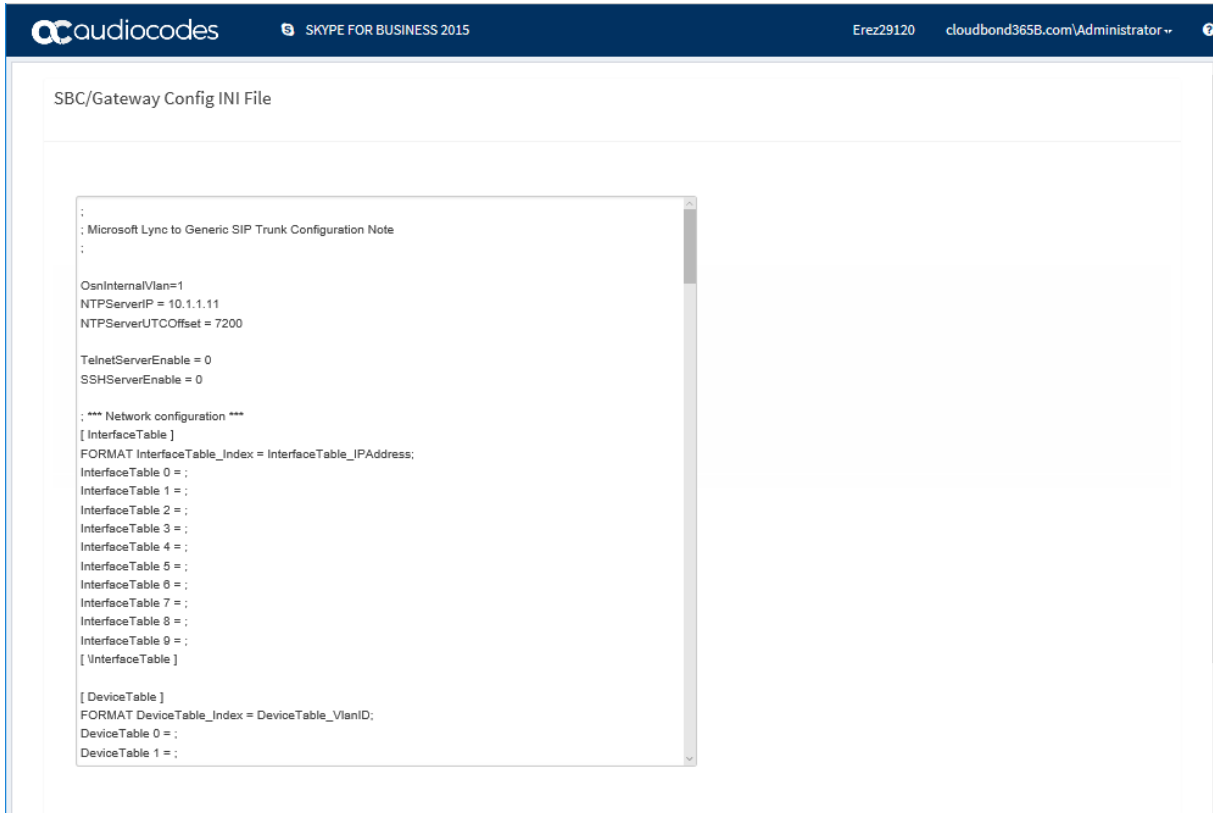 audiocodes SKYPE FOR BUSINESS 2015 Erez29120 cloudbond365B.com\Administrator
SBC/Gateway Config INI File
;
; Microsoft Lync to Generic SIP Trunk Configuration Note
;
OsnInternalVlan=1
NTPServerIP = 10.1.1.11
NTPServerUTCOffset = 7200
TelnetServerEnable = 0
SSHServerEnable = 0
; *** Network configuration ***
[ InterfaceTable ]
FORMAT InterfaceTable_Index = InterfaceTable_IPAddress;
InterfaceTable 0 = ;
InterfaceTable 1 = ;
InterfaceTable 2 = ;
InterfaceTable 3 = ;
InterfaceTable 4 = ;
InterfaceTable 5 = ;
InterfaceTable 6 = ;
InterfaceTable 7 = ;
InterfaceTable 8 = ;
InterfaceTable 9 = ;
[ \InterfaceTable ]
[ DeviceTable ]
FORMAT DeviceTable_Index = DeviceTable_VlanID;
DeviceTable 0 = ;
DeviceTable 1 = ;